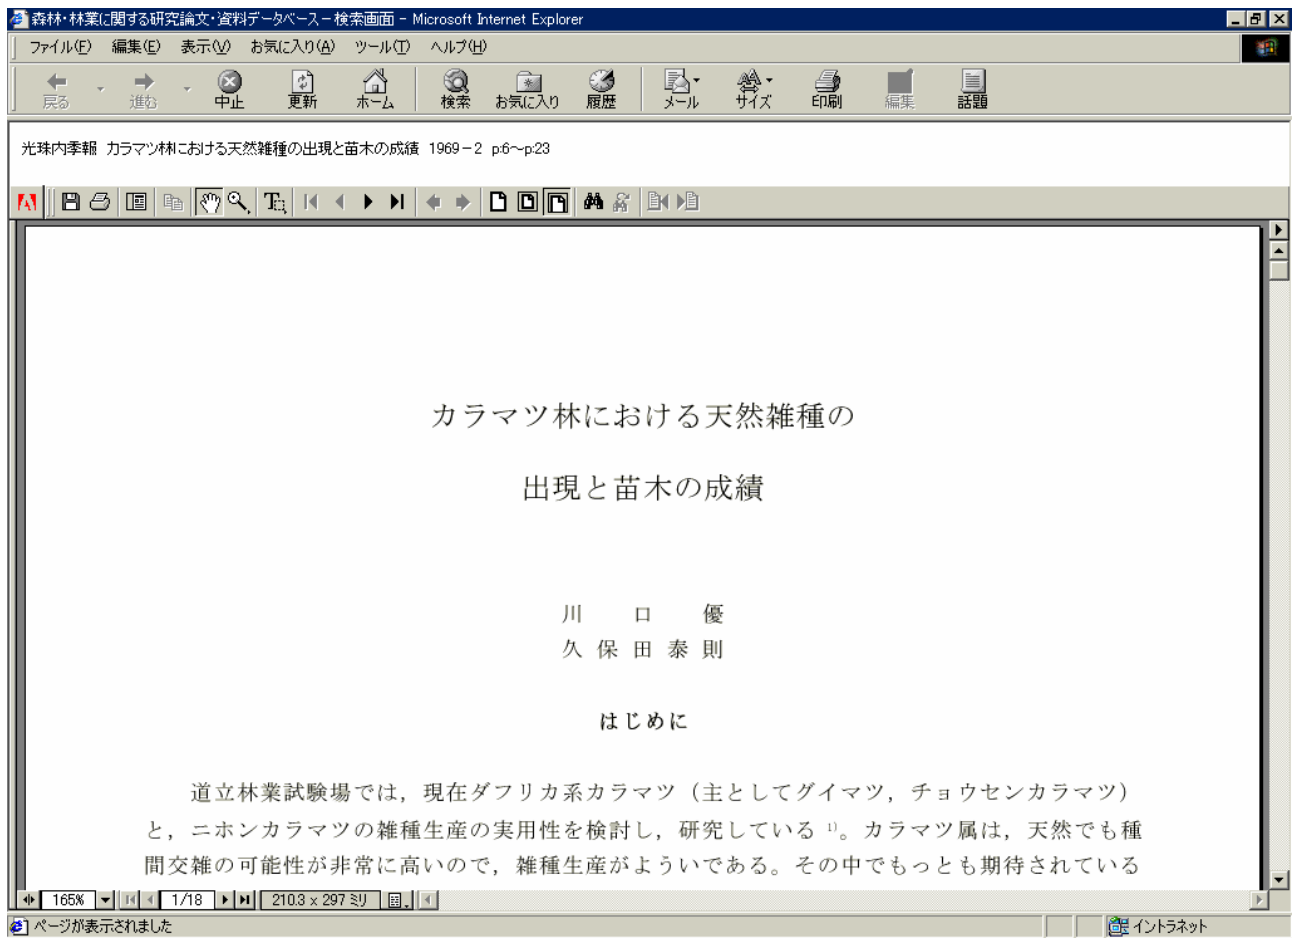 森林・林業に関する研究論文・資料データベース－検索画面 - Microsoft Internet Explorer
ファイル(F) 編集(E) 表示(V) お気に入り(A) ツール(T) ヘルプ(H)
戻る 進む 中止 更新 ホーム 検索 お気に入り 履歴 メール サイズ 印刷 編集 話題
光珠内季報 カラマツ林における天然雑種の出現と苗木の成績 1969－2 p:6～p:23
カラマツ林における天然雑種の
出現と苗木の成績
川口優
久保田泰則
はじめに
道立林業試験場では，現在ダフリカ系カラマツ（主としてグイマツ，チョウセンカラマツ）
と，ニホンカラマツの雑種生産の実用性を検討し，研究している 1)。カラマツ属は，天然でも種
間交雑の可能性が非常に高いので，雑種生産がよういである。その中でもっとも期待されている
165% 1/18 210.3 x 297 ミリ
ページが表示されました イントラネット